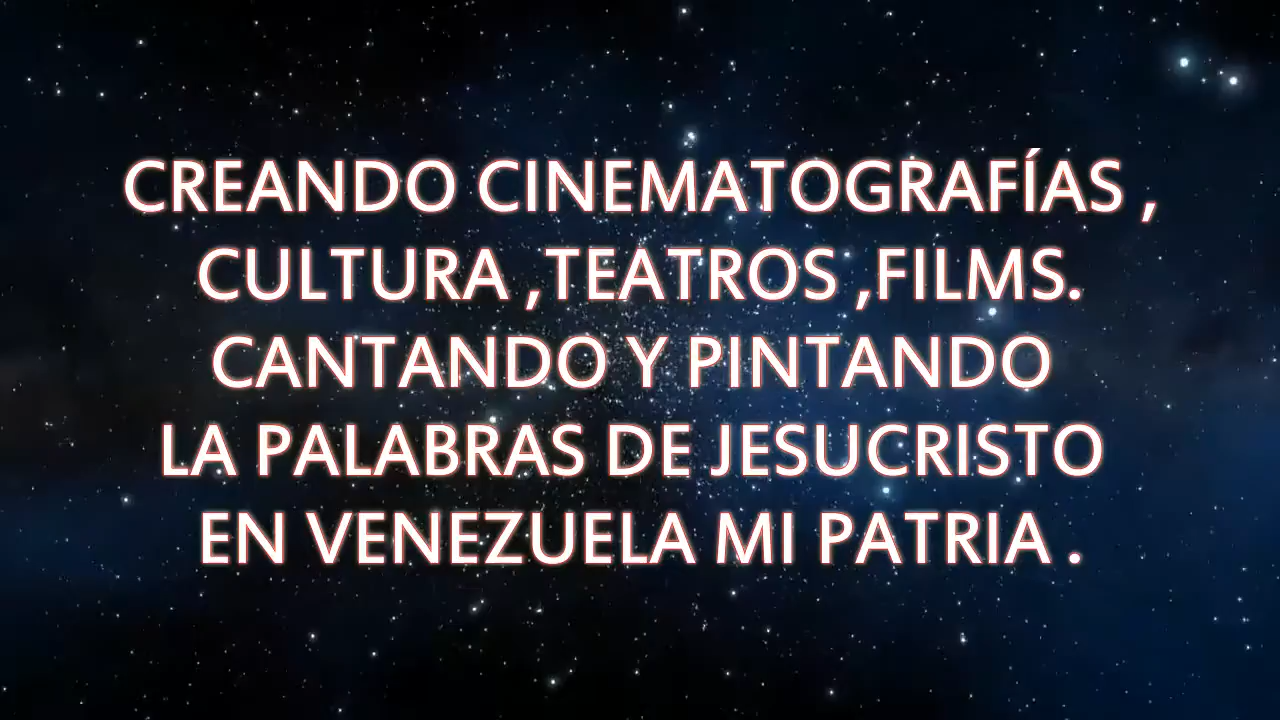 CREANDO CINEMATOGRAFÍAS ,
CULTURA ,TEATROS ,FILMS.
CANTANDO Y PINTANDO
LA PALABRAS DE JESUCRISTO
EN VENEZUELA MI PATRIA .